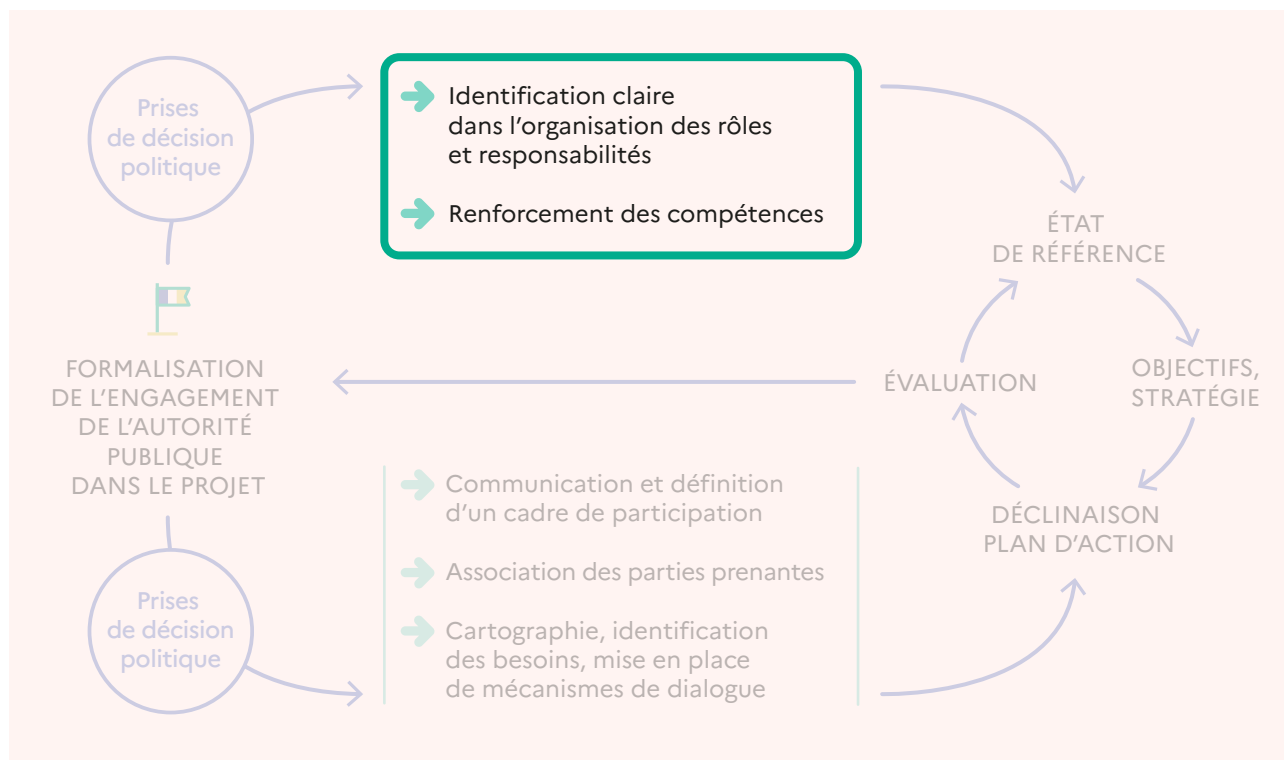 Prises
de décision
politique
Identification claire
dans l’organisation des rôles
et responsabilités
Renforcement des compétences
ÉTAT
DE RÉFÉRENCE
FORMALISATION
DE L’ENGAGEMENT
DE L’AUTORITÉ
PUBLIQUE
DANS LE PROJET
ÉVALUATION
OBJECTIFS,
STRATÉGIE
DÉCLINAISON
PLAN D’ACTION
Communication et définition
d’un cadre de participation
Association des parties prenantes
Cartographie, identification
des besoins, mise en place
de mécanismes de dialogue
Prises
de décision
politique